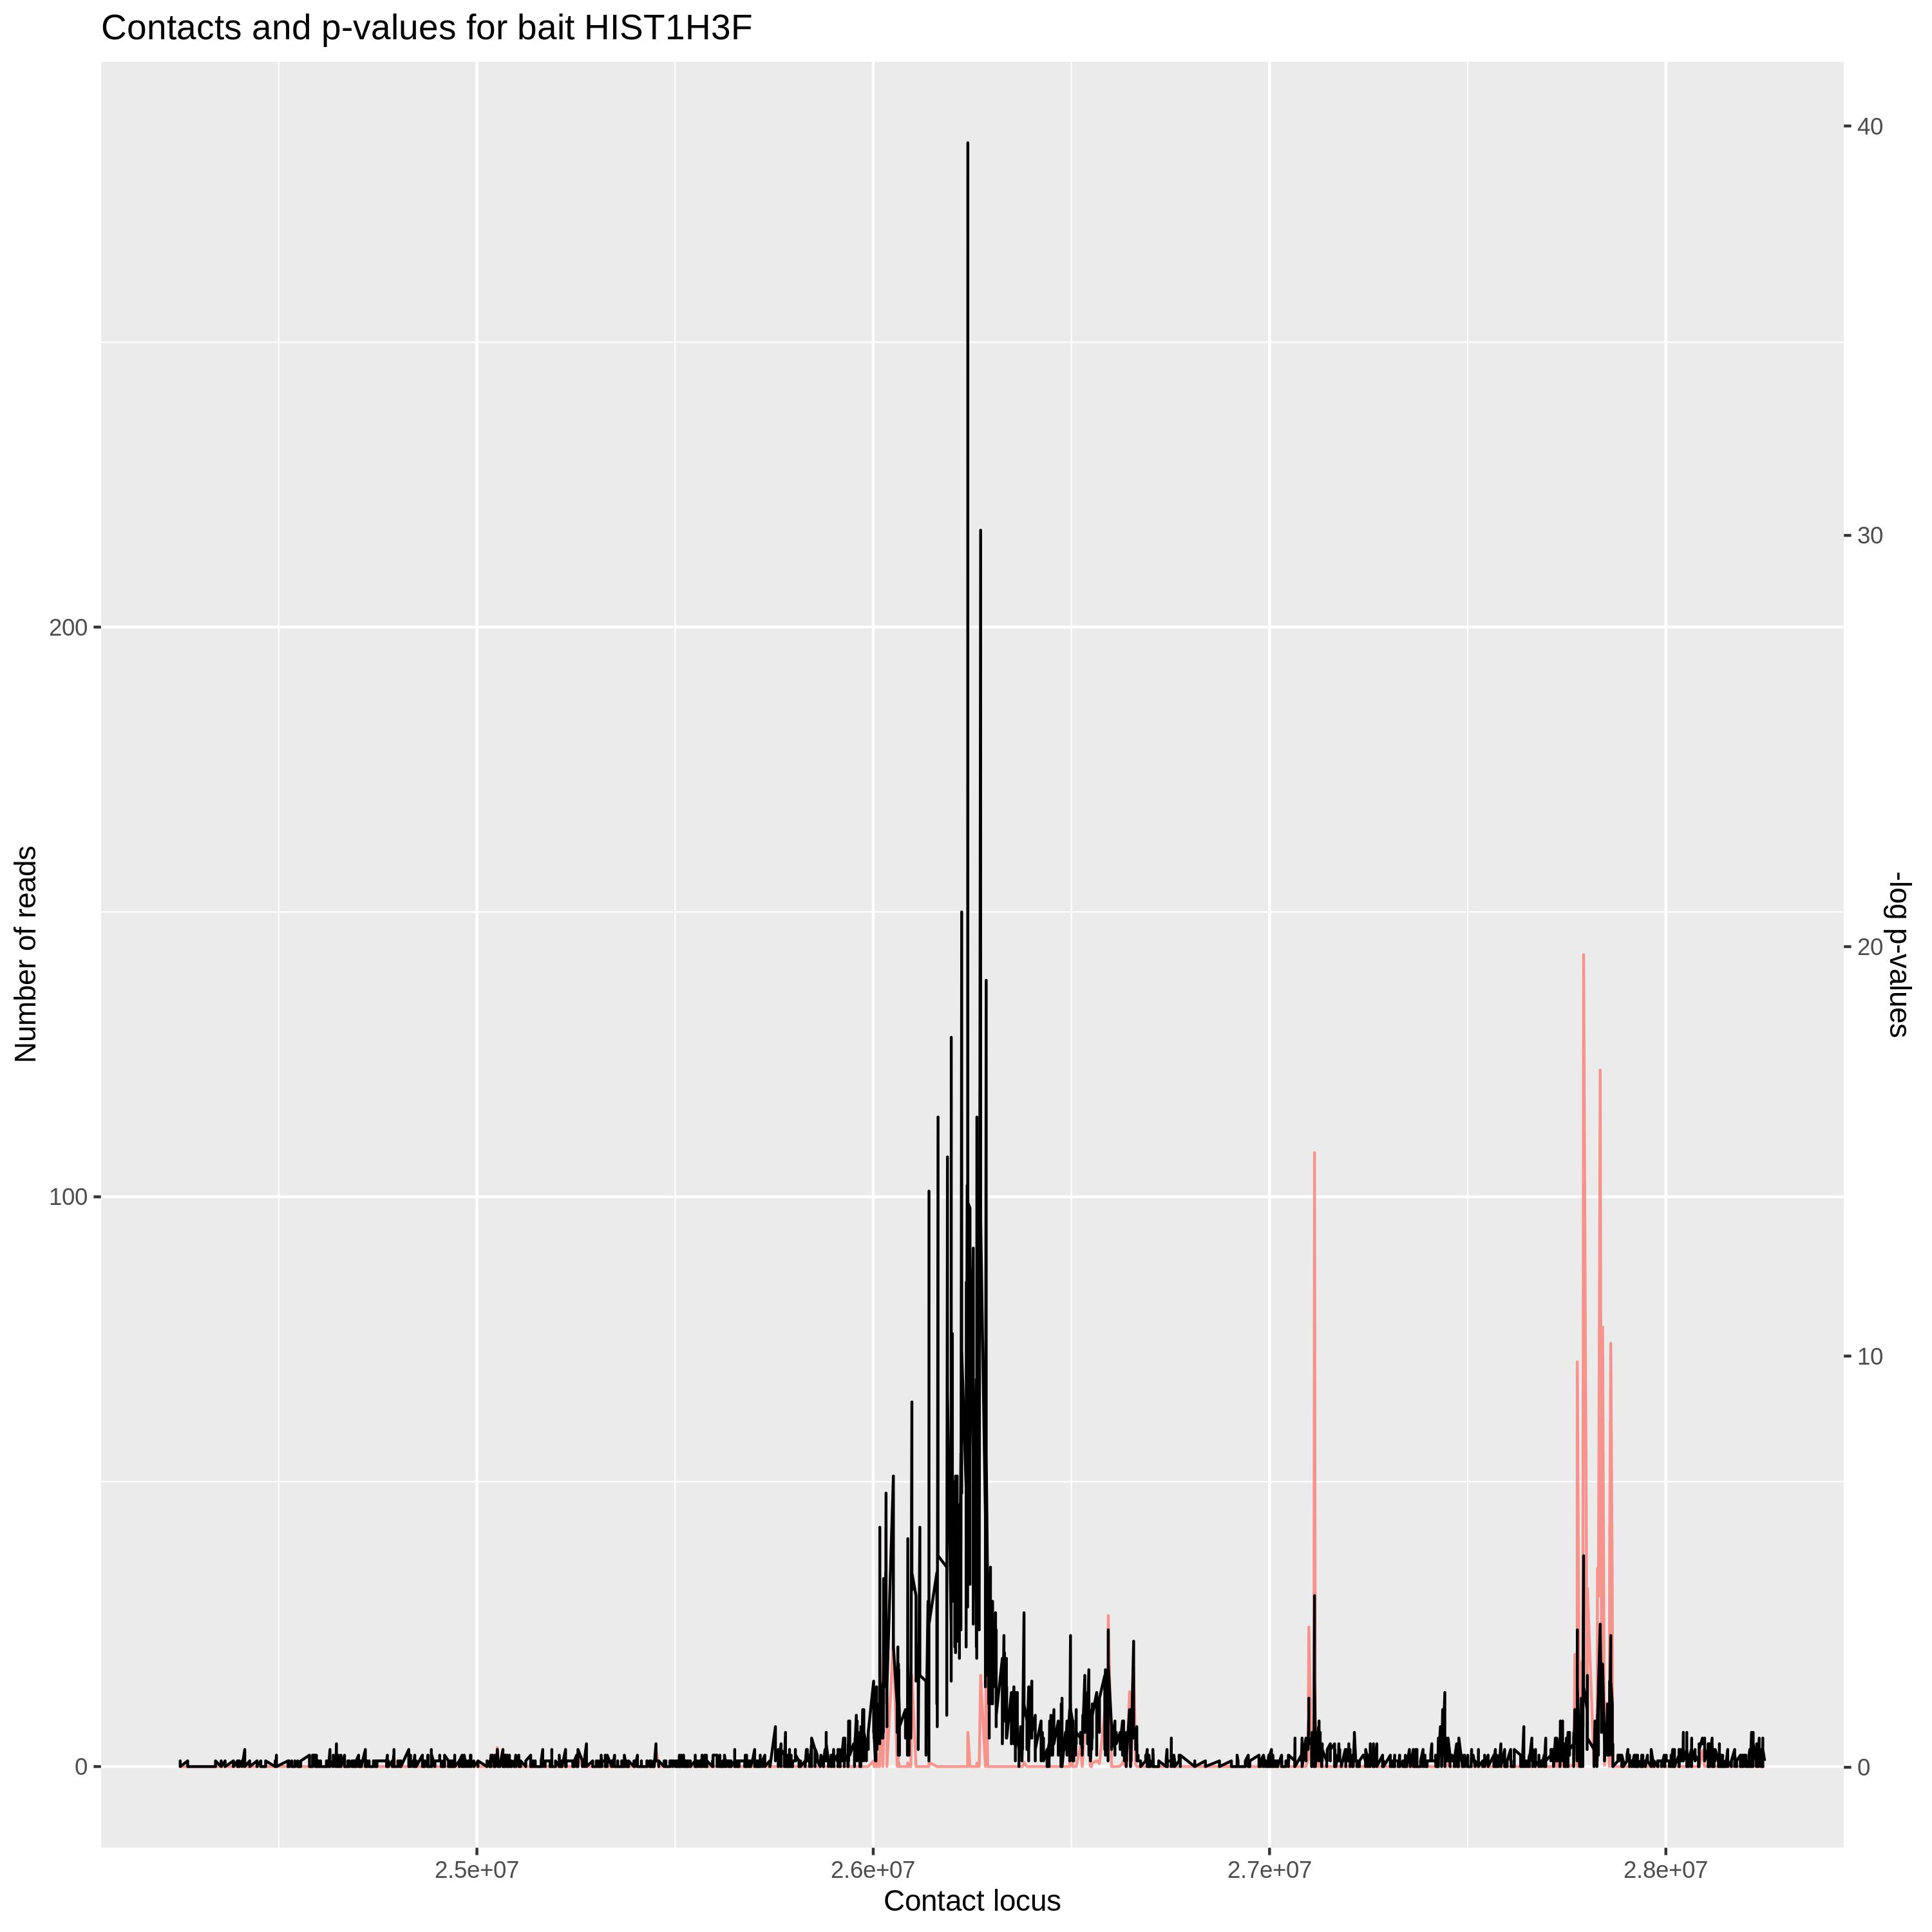 Contacts and p-values for bait HIST1H3F
Number of reads
200
100
0
40
30
20
10
0
-log p-values
2.5e+07
2.6e+07
2.7e+07
2.8e+07
Contact locus